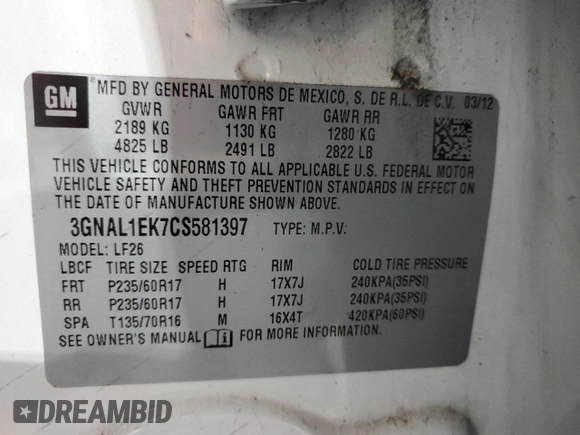 GM
*MFD BY GENERAL MOTORS DE MEXICO, S. DE R.L. DE C.V. 03/12
GVWR GAWR FRT GAWR RR
2189 KG 1130 KG 1280 KG
4825 LB 2491 LB 2822 LB
THIS VEHICLE CONFORMS TO ALL APPLICABLE U.S. FEDERAL MOTOR
VEHICLE SAFETY AND THEFT PREVENTION STANDARDS IN EFFECT ON
THE DATE OF MANUFACTURE SHOWN ABOVE.
3GNAL1EK7CS581397 TYPE: M.P.V.
MODEL: LF26
LBCF TIRE SIZE SPEED RTG RIM COLD TIRE PRESSURE
FRT P235/60R17 H 17X7J 240KPA(35PSI)
RR P235/60R17 H 17X7J 240KPA(35PSI)
SPA T135/70R16 M 16X4T 420KPA(60PSI)
SEE OWNER'S MANUAL FOR MORE INFORMATION.
DREAMBID